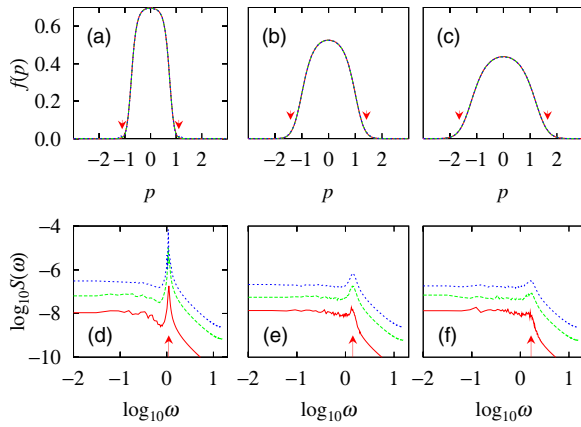 (a) (b) (c)
f(p)
0.6
0.4
0.2
0.0
−2 −1 0 1 2 −2 −1 0 1 2 −2 −1 0 1 2
p p p
log10S(ω)
−4
−6
−8
−10
(d) (e) (f)
−2 −1 0 1 −2 −1 0 1 −2 −1 0 1
log10ω log10ω log10ω